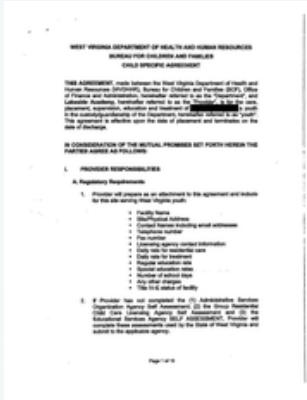 WEST VIRGINIA DEPARTMENT OF HEALTH AND HUMAN RESOURCES
BUREAU FOR CHILDREN AND FAMILIES
CHILD SPECIFIC AGREEMENT
THIS AGREEMENT, made between the West Virginia Department of Health and
Human Resources (WVDHHR), Bureau for Children and Families (BCF), Office
of Finance and Administration, hereinafter referred to as the "Department", and
Lakeside Academy, hereinafter referred to as the "Provider", is for the care,
placement, supervision, education and treatment of a youth
in the custody/guardianship of the Department, hereinafter referred to as "youth".
This agreement is effective upon the date of placement and terminates on the
date of discharge.
IN CONSIDERATION OF THE MUTUAL PROMISES SET FORTH HEREIN THE
PARTIES AGREE AS FOLLOWS:
I. PROVIDER RESPONSIBILITIES
A. Regulatory Requirements:
1. Provider will prepare as an attachment to this agreement and include
for this site serving West Virginia youth:
• Facility Name
• Site/Physical Address
• Contact Names including email addresses
• Telephone number
• Fax number
• Licensing agency contact information
• Daily rate for residential care
• Daily rate for treatment
• Regular education rate
• Special education rates
• Number of school days
• Any other charges
• Title IV-E status of facility
2. If Provider has not completed the (1) Administrative Services
Organization Agency Self Assessment, (2) the Group Residential
Child Care Licensing Agency Self Assessment and (3) the
Educational Services Agency SELF ASSESSMENT, Provider will
complete these assessments used by the State of West Virginia and
submit to the applicable agency.
Page 1 of